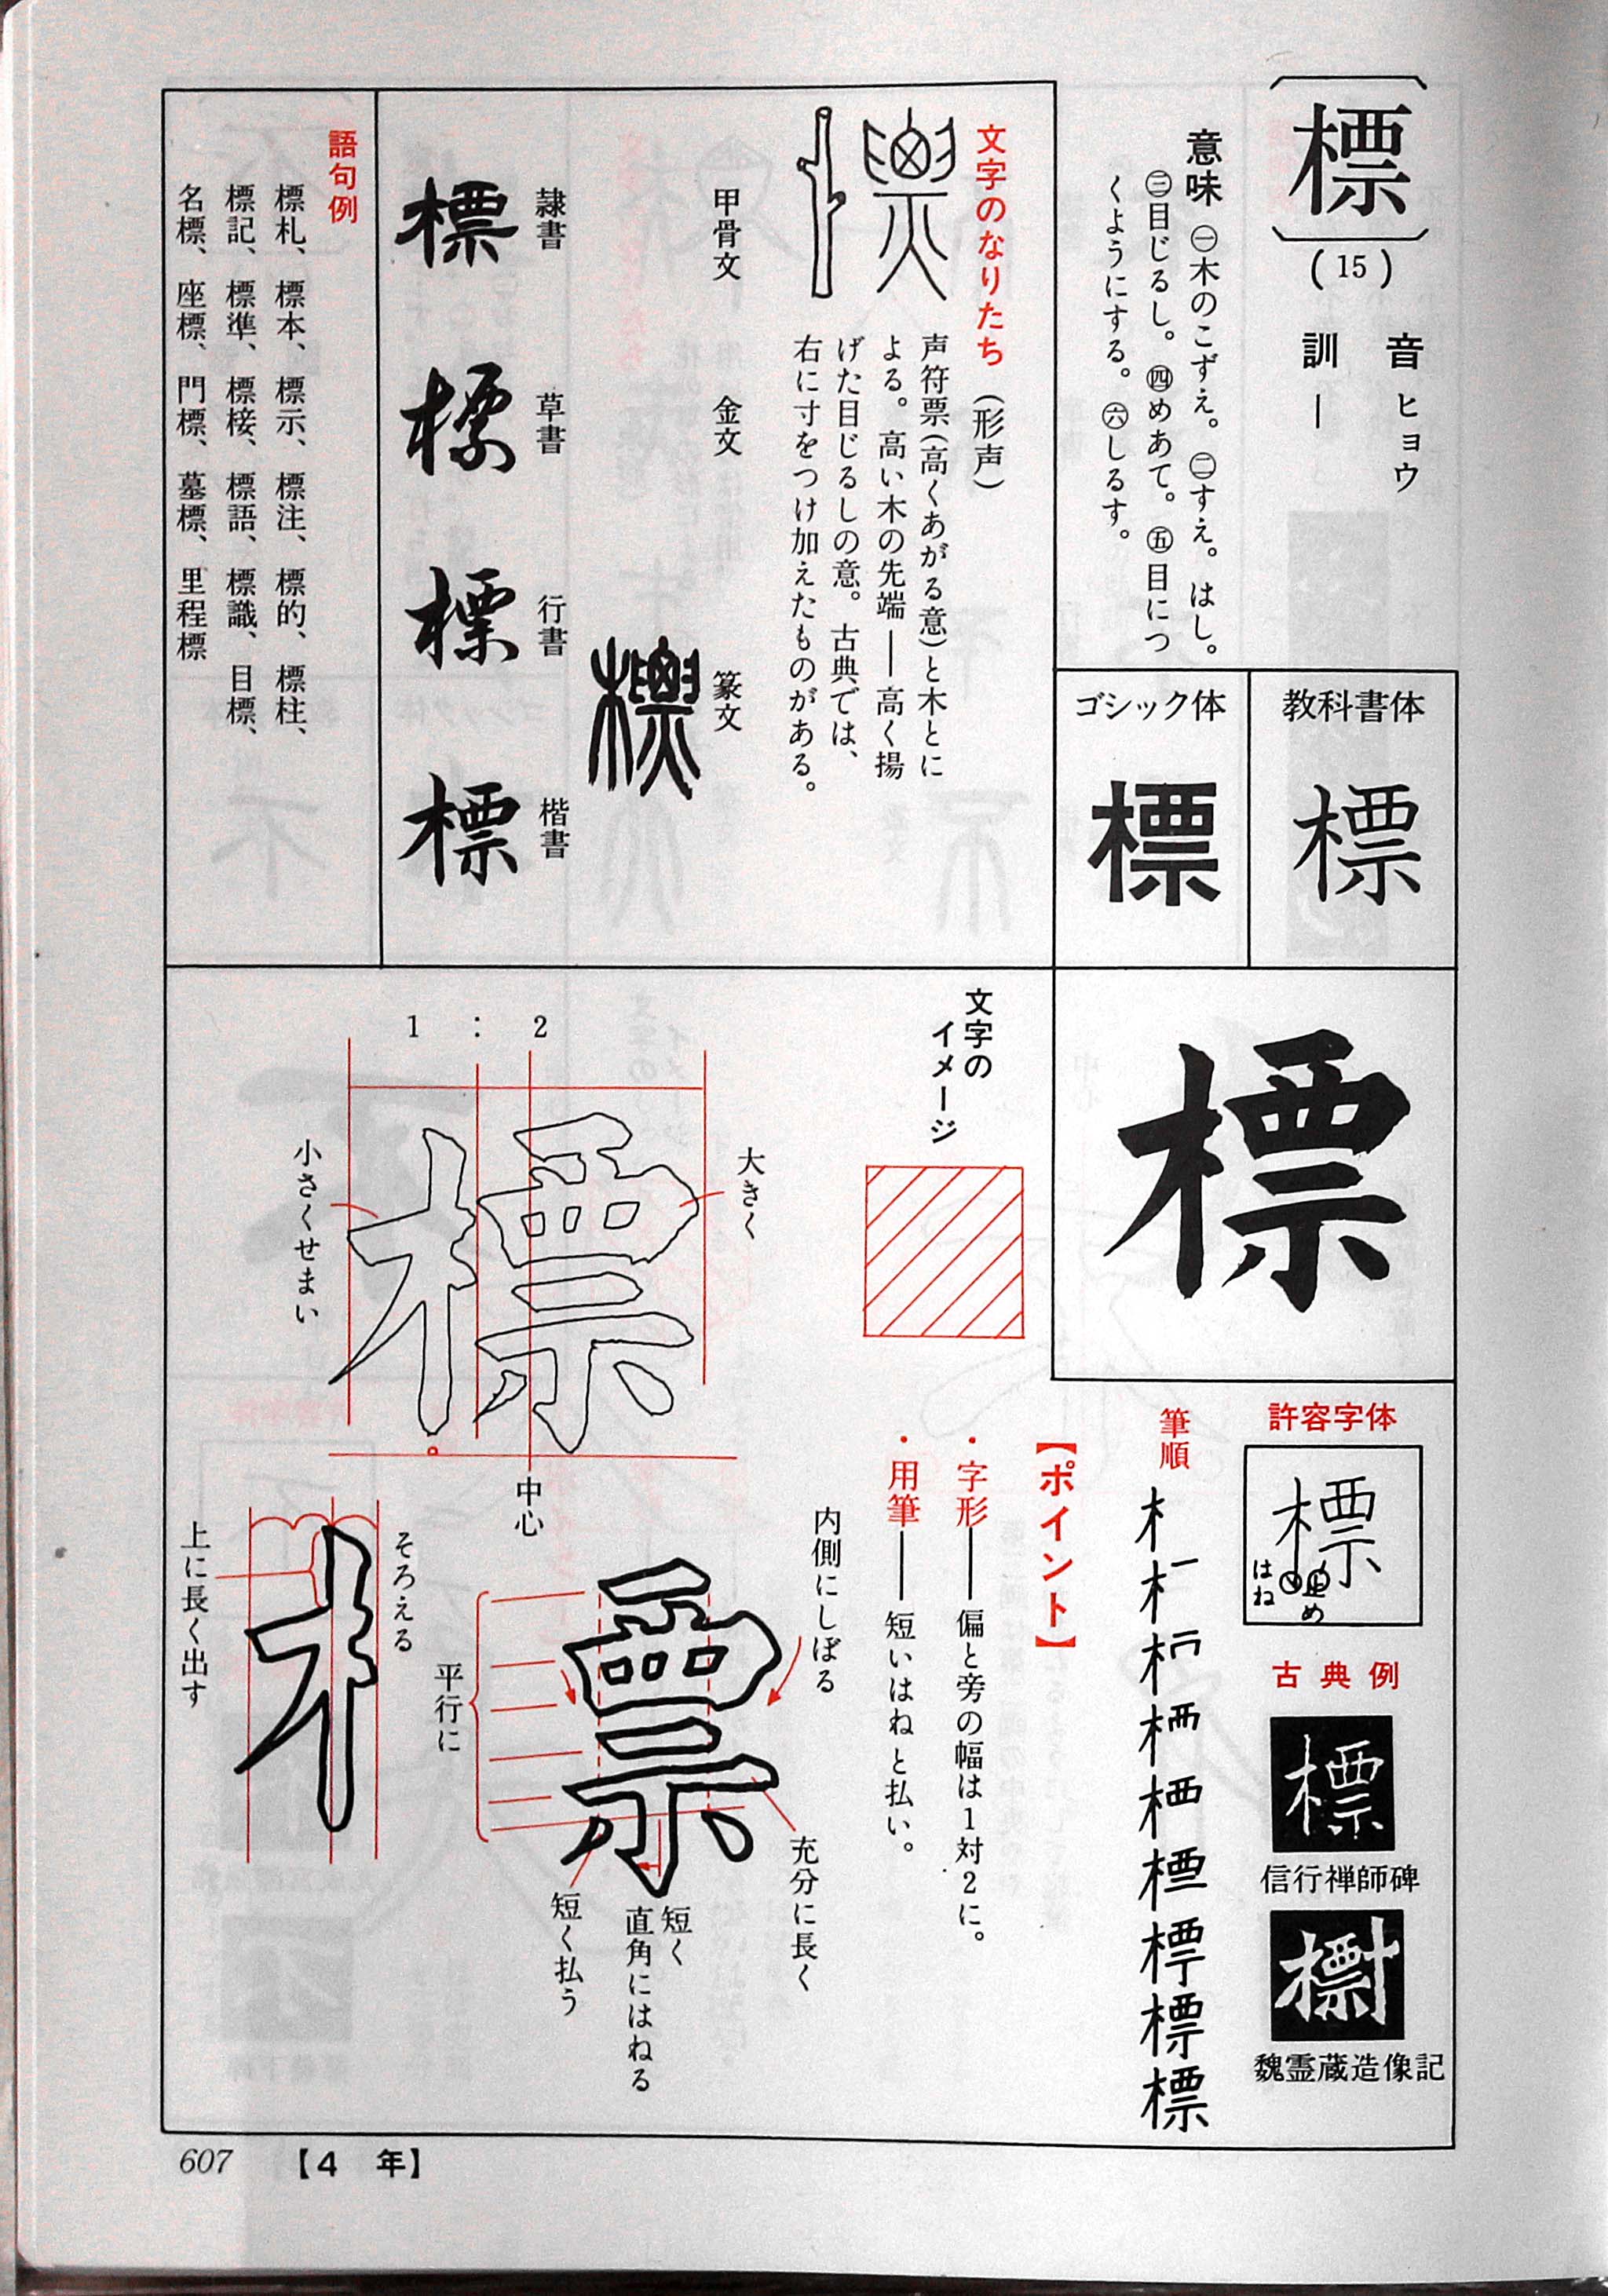 標
(15)
音 ヒョウ
訓 ―
意味 ㊀木のこずえ。㊁すえ。はし。
㊂目じるし。㊃めあて。㊄目につ
くようにする。㊅しるす。
教科書体
標
ゴシック体
標
文字のなりたち(形声)
声符票(高くあがる意)と木とに
よる。高い木の先端――高く揚
げた目じるしの意。古典では、
右に寸をつけ加えたものがある。
甲骨文
金文
篆文
標
隷書
草書
行書
楷書
標
標
標
標
語句例
標札、標本、標示、標注、標的、標柱、
標記、標準、標榜、標語、標識、目標、
名標、座標、門標、墓標、里程標
標
許容字体
標
止め
はね
古典例
標
信行禅師碑
魏霊蔵造像記
筆順
標
文字の
イメージ
【ポイント】
・字形――偏と旁の幅は1対2に。
・用筆――短いはねと払い。
1 : 2
大きく
小さくせまい
中心
標
内側にしぼる
充分に長く
票
平行に
短く
直角にはねる
短く払う
そろえる
上に長く出す
607 【4 年】